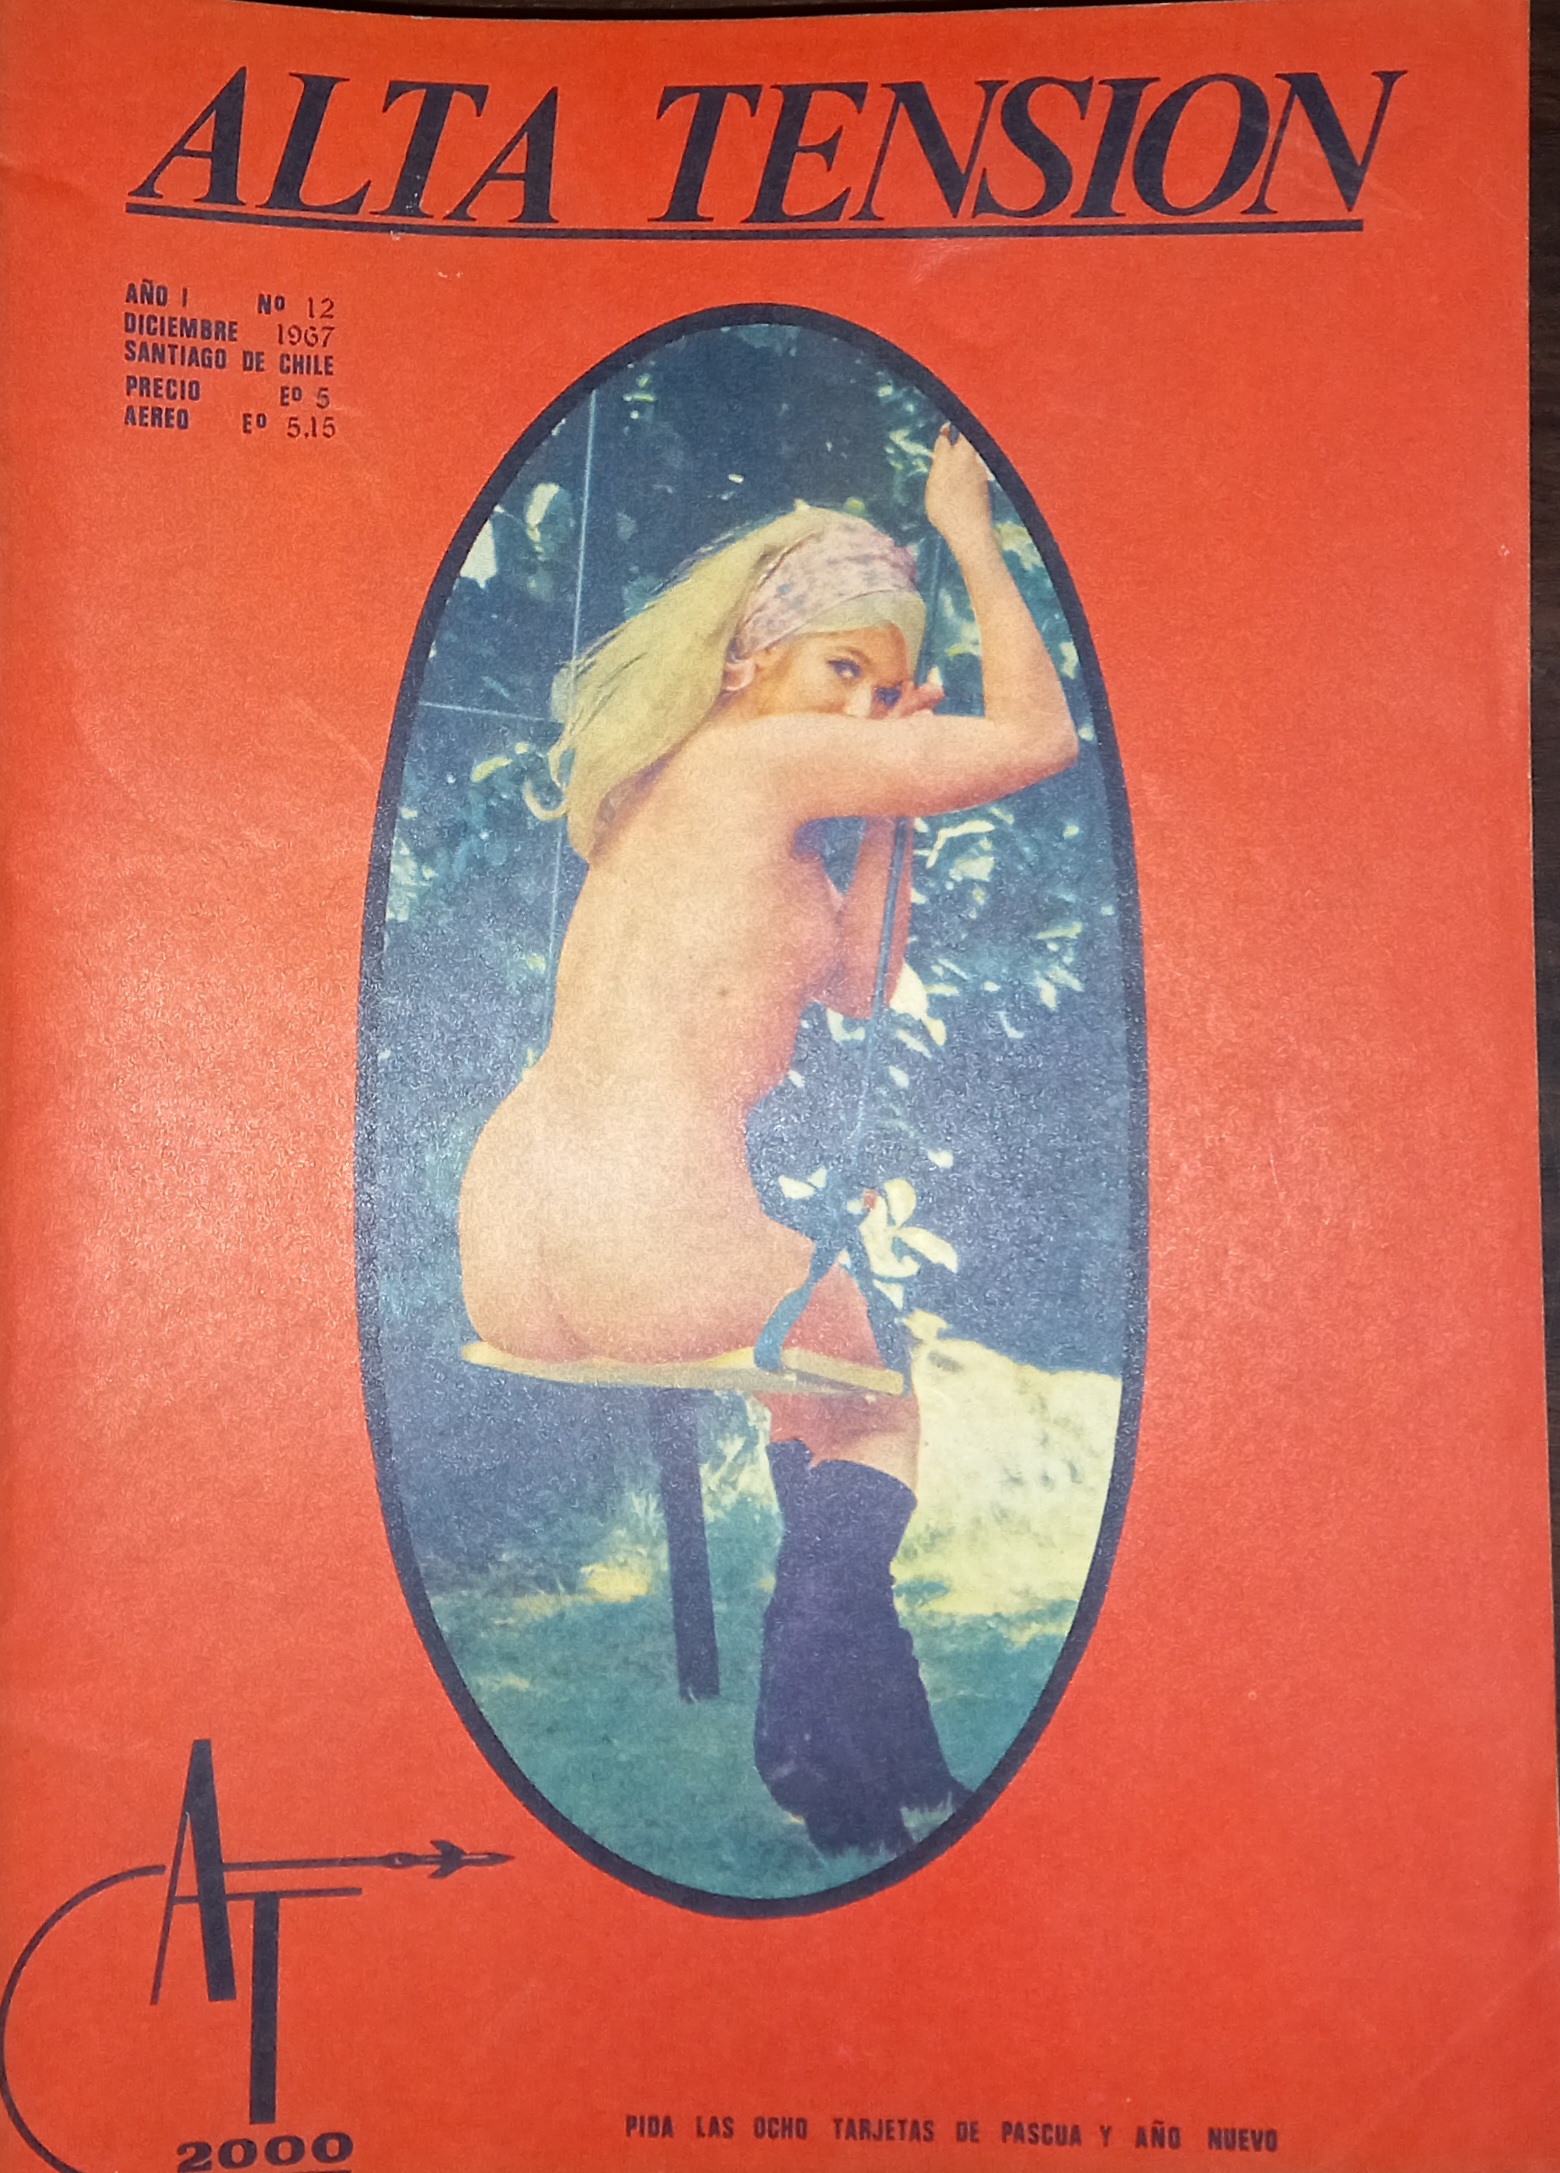 ALTA TENSION
AÑO I Nº 12
DICIEMBRE 1967
SANTIAGO DE CHILE
PRECIO Eº 5
AEREO Eº 5,15
AT
2000
PIDA LAS OCHO TARJETAS DE PASCUA Y AÑO NUEVO